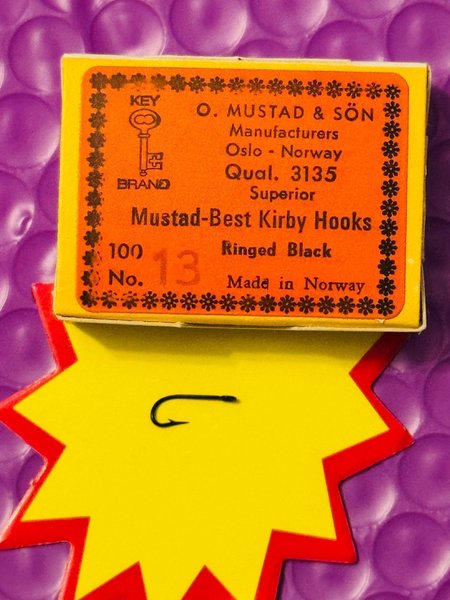 KEY
BRAND
O. MUSTAD & SÖN
Manufacturers
Oslo - Norway
Qual. 3135
Superior
Mustad-Best Kirby Hooks
100 Ringed Black
No. 13 Made in Norway